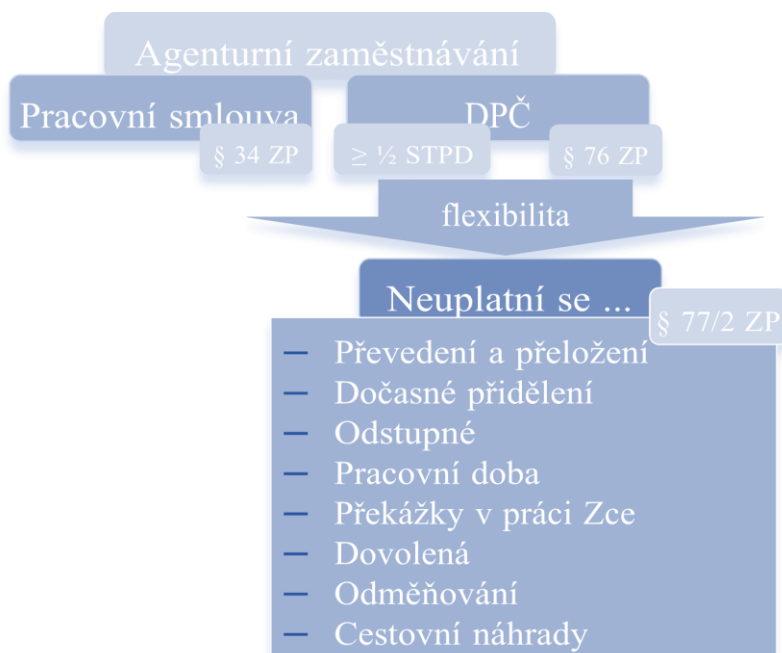 Agenturní zaměstnávání
Pracovní smlouva
DPČ
§ 34 ZP
≥ ½ STPD
§ 76 ZP
flexibilita
Neuplatní se ...
§ 77/2 ZP
– Převedení a přeložení
– Dočasné přidělení
– Odstupné
– Pracovní doba
– Překážky v práci Zce
– Dovolená
– Odměňování
– Cestovní náhrady